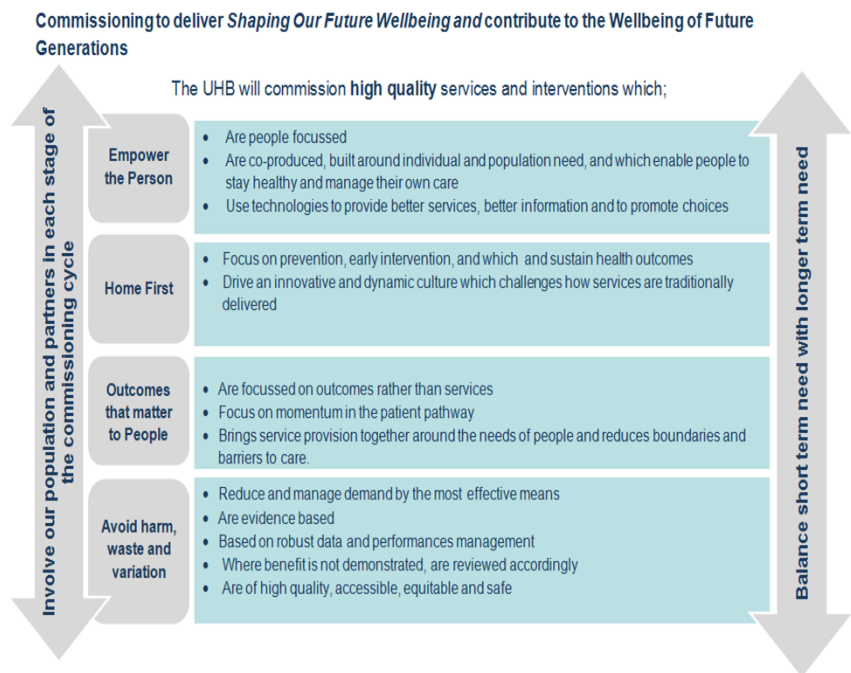 Commissioning to deliver Shaping Our Future Wellbeing and contribute to the Wellbeing of Future
Generations
The UHB will commission high quality services and interventions which;
Involve our population and partners in each stage of
the commissioning cycle
Empower
the Person
• Are people focussed
• Are co-produced, built around individual and population need, and which enable people to
stay healthy and manage their own care
• Use technologies to provide better services, better information and to promote choices
Home First
• Focus on prevention, early intervention, and which and sustain health outcomes
• Drive an innovative and dynamic culture which challenges how services are traditionally
delivered
Outcomes
that matter
to People
• Are focussed on outcomes rather than services
• Focus on momentum in the patient pathway
• Brings service provision together around the needs of people and reduces boundaries and
barriers to care.
Avoid harm,
waste and
variation
• Reduce and manage demand by the most effective means
• Are evidence based
• Based on robust data and performances management
• Where benefit is not demonstrated, are reviewed accordingly
• Are of high quality, accessible, equitable and safe
Balance short term need with longer term need